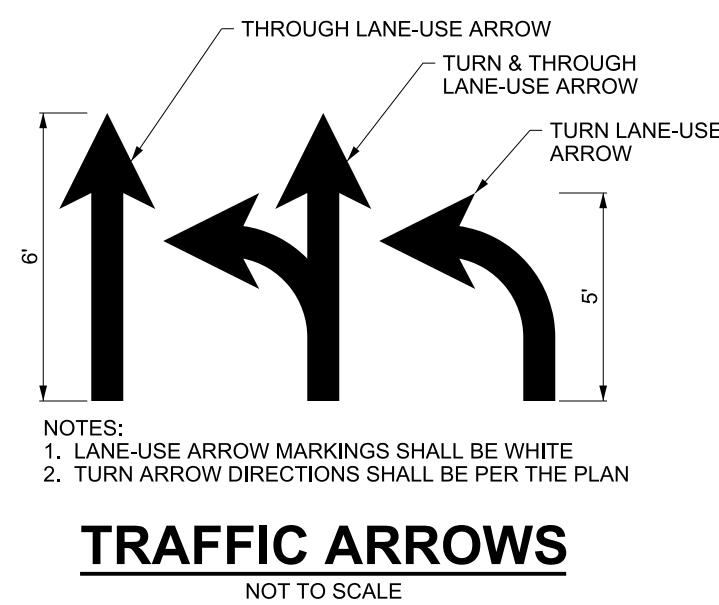 THROUGH LANE-USE ARROW
TURN & THROUGH
LANE-USE ARROW
TURN LANE-USE
ARROW
6'
5'
NOTES:
1. LANE-USE ARROW MARKINGS SHALL BE WHITE
2. TURN ARROW DIRECTIONS SHALL BE PER THE PLAN
TRAFFIC ARROWS
NOT TO SCALE